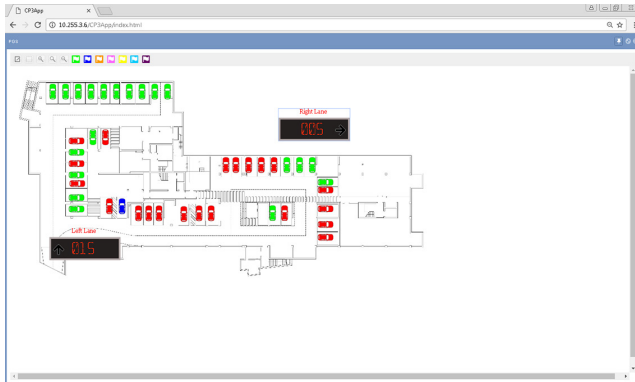 CP3App
10.255.3.6/CP3App/index.html
Right Lane
005
Left Lane
015